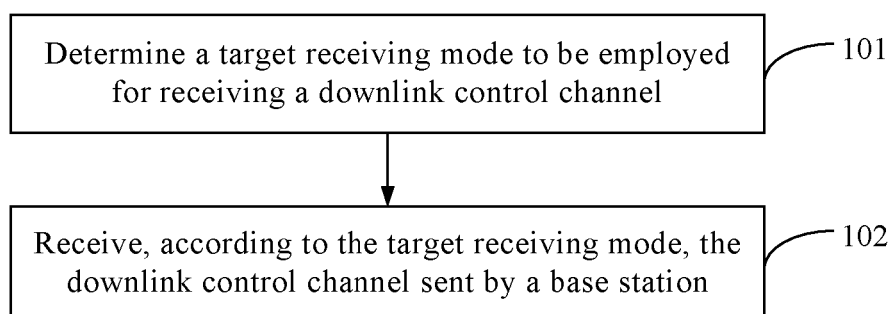 Determine a target receiving mode to be employed
for receiving a downlink control channel
101
Receive, according to the target receiving mode, the
downlink control channel sent by a base station
102